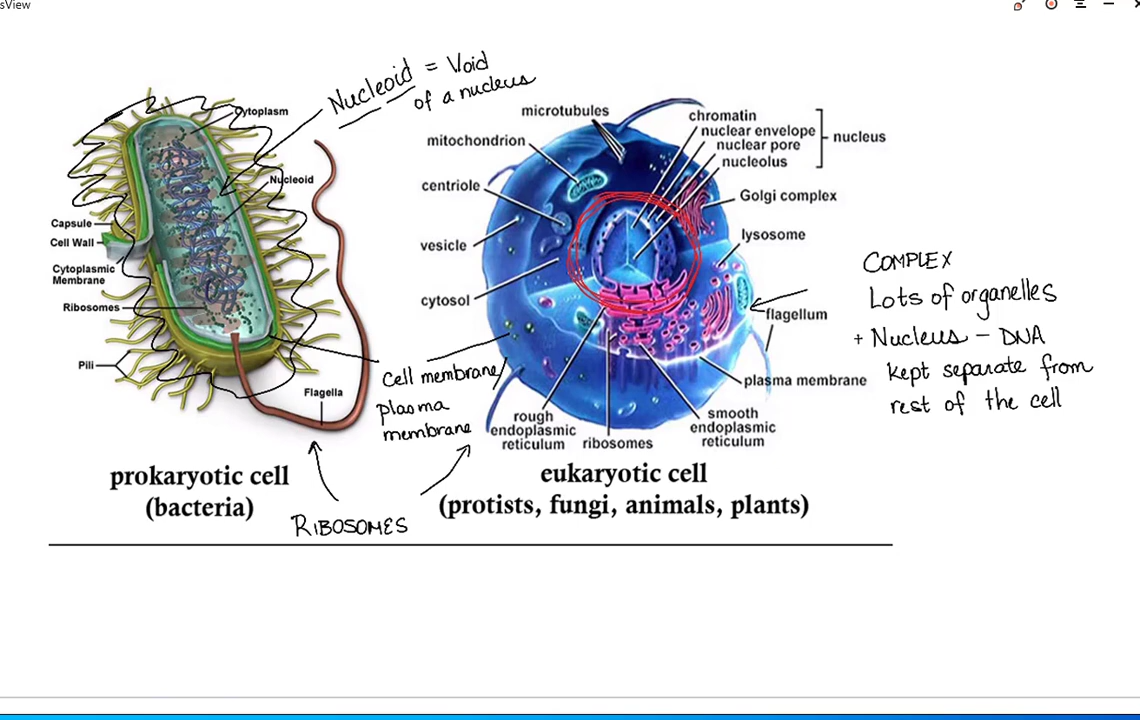 sView
Nucleoid = Void
of a nucleus
Cytoplasm
Nucleoid
Capsule
Cell Wall
Cytoplasmic
Membrane
Ribosomes
Pili
Flagella
prokaryotic cell
(bacteria)
Cell membrane/
plasma
membrane
RIBOSOMES
microtubules
mitochondrion
centriole
vesicle
cytosol
chromatin
nuclear envelope
nuclear pore
nucleolus
nucleus
Golgi complex
lysosome
flagellum
plasma membrane
rough
endoplasmic
reticulum
ribosomes
smooth
endoplasmic
reticulum
eukaryotic cell
(protists, fungi, animals, plants)
COMPLEX
Lots of organelles
+ Nucleus – DNA
kept separate from
rest of the cell